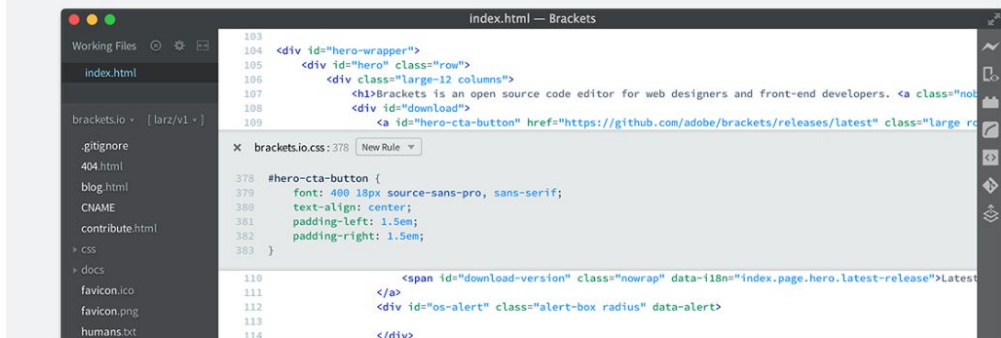 index.html — Brackets
Working Files
index.html
brackets.io [ larz/v1 ]
.gitignore
404.html
blog.html
CNAME
contribute.html
css
docs
favicon.ico
favicon.png
humans.txt
103
104 <div id="hero-wrapper">
105 <div id="hero" class="row">
106 <div class="large-12 columns">
107 <h1>Brackets is an open source code editor for web designers and front-end developers. <a class="nob
108 <div id="download">
109 <a id="hero-cta-button" href="https://github.com/adobe/brackets/releases/latest" class="large ro
× brackets.io.css : 378 New Rule ▼
378 #hero-cta-button {
379 font: 400 18px source-sans-pro, sans-serif;
380 text-align: center;
381 padding-left: 1.5em;
382 padding-right: 1.5em;
383 }
110 <span id="download-version" class="nowrap" data-i18n="index.page.hero.latest-release">Latest
111 </a>
112 <div id="os-alert" class="alert-box radius" data-alert>
113
114 </div>